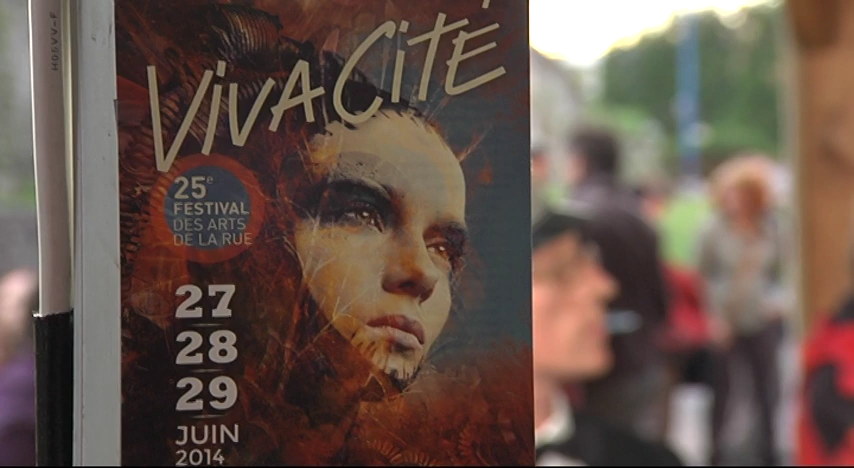 VIVACITÉ
25e
FESTIVAL
DES ARTS
DE LA RUE
27
28
29
JUIN
2014